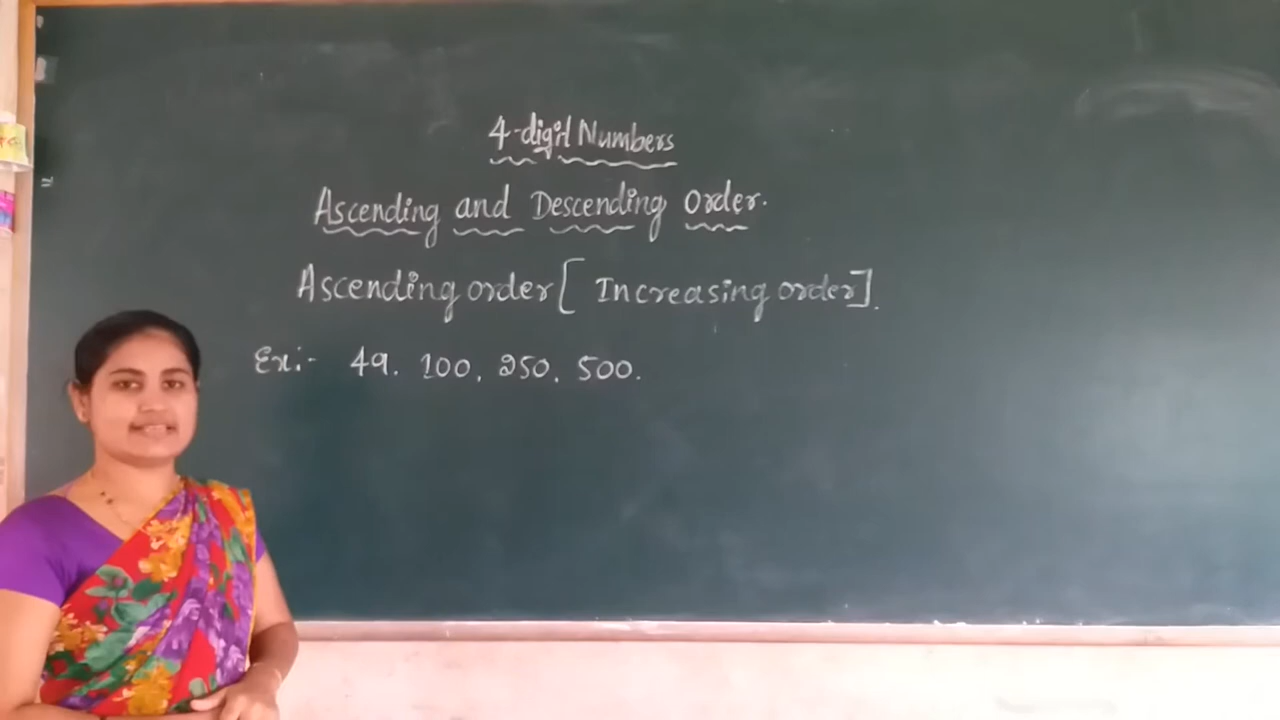 4-digit Numbers
Ascending and Descending Order.
Ascending order [ Increasing order].
Ex:- 49. 100, 250, 500.